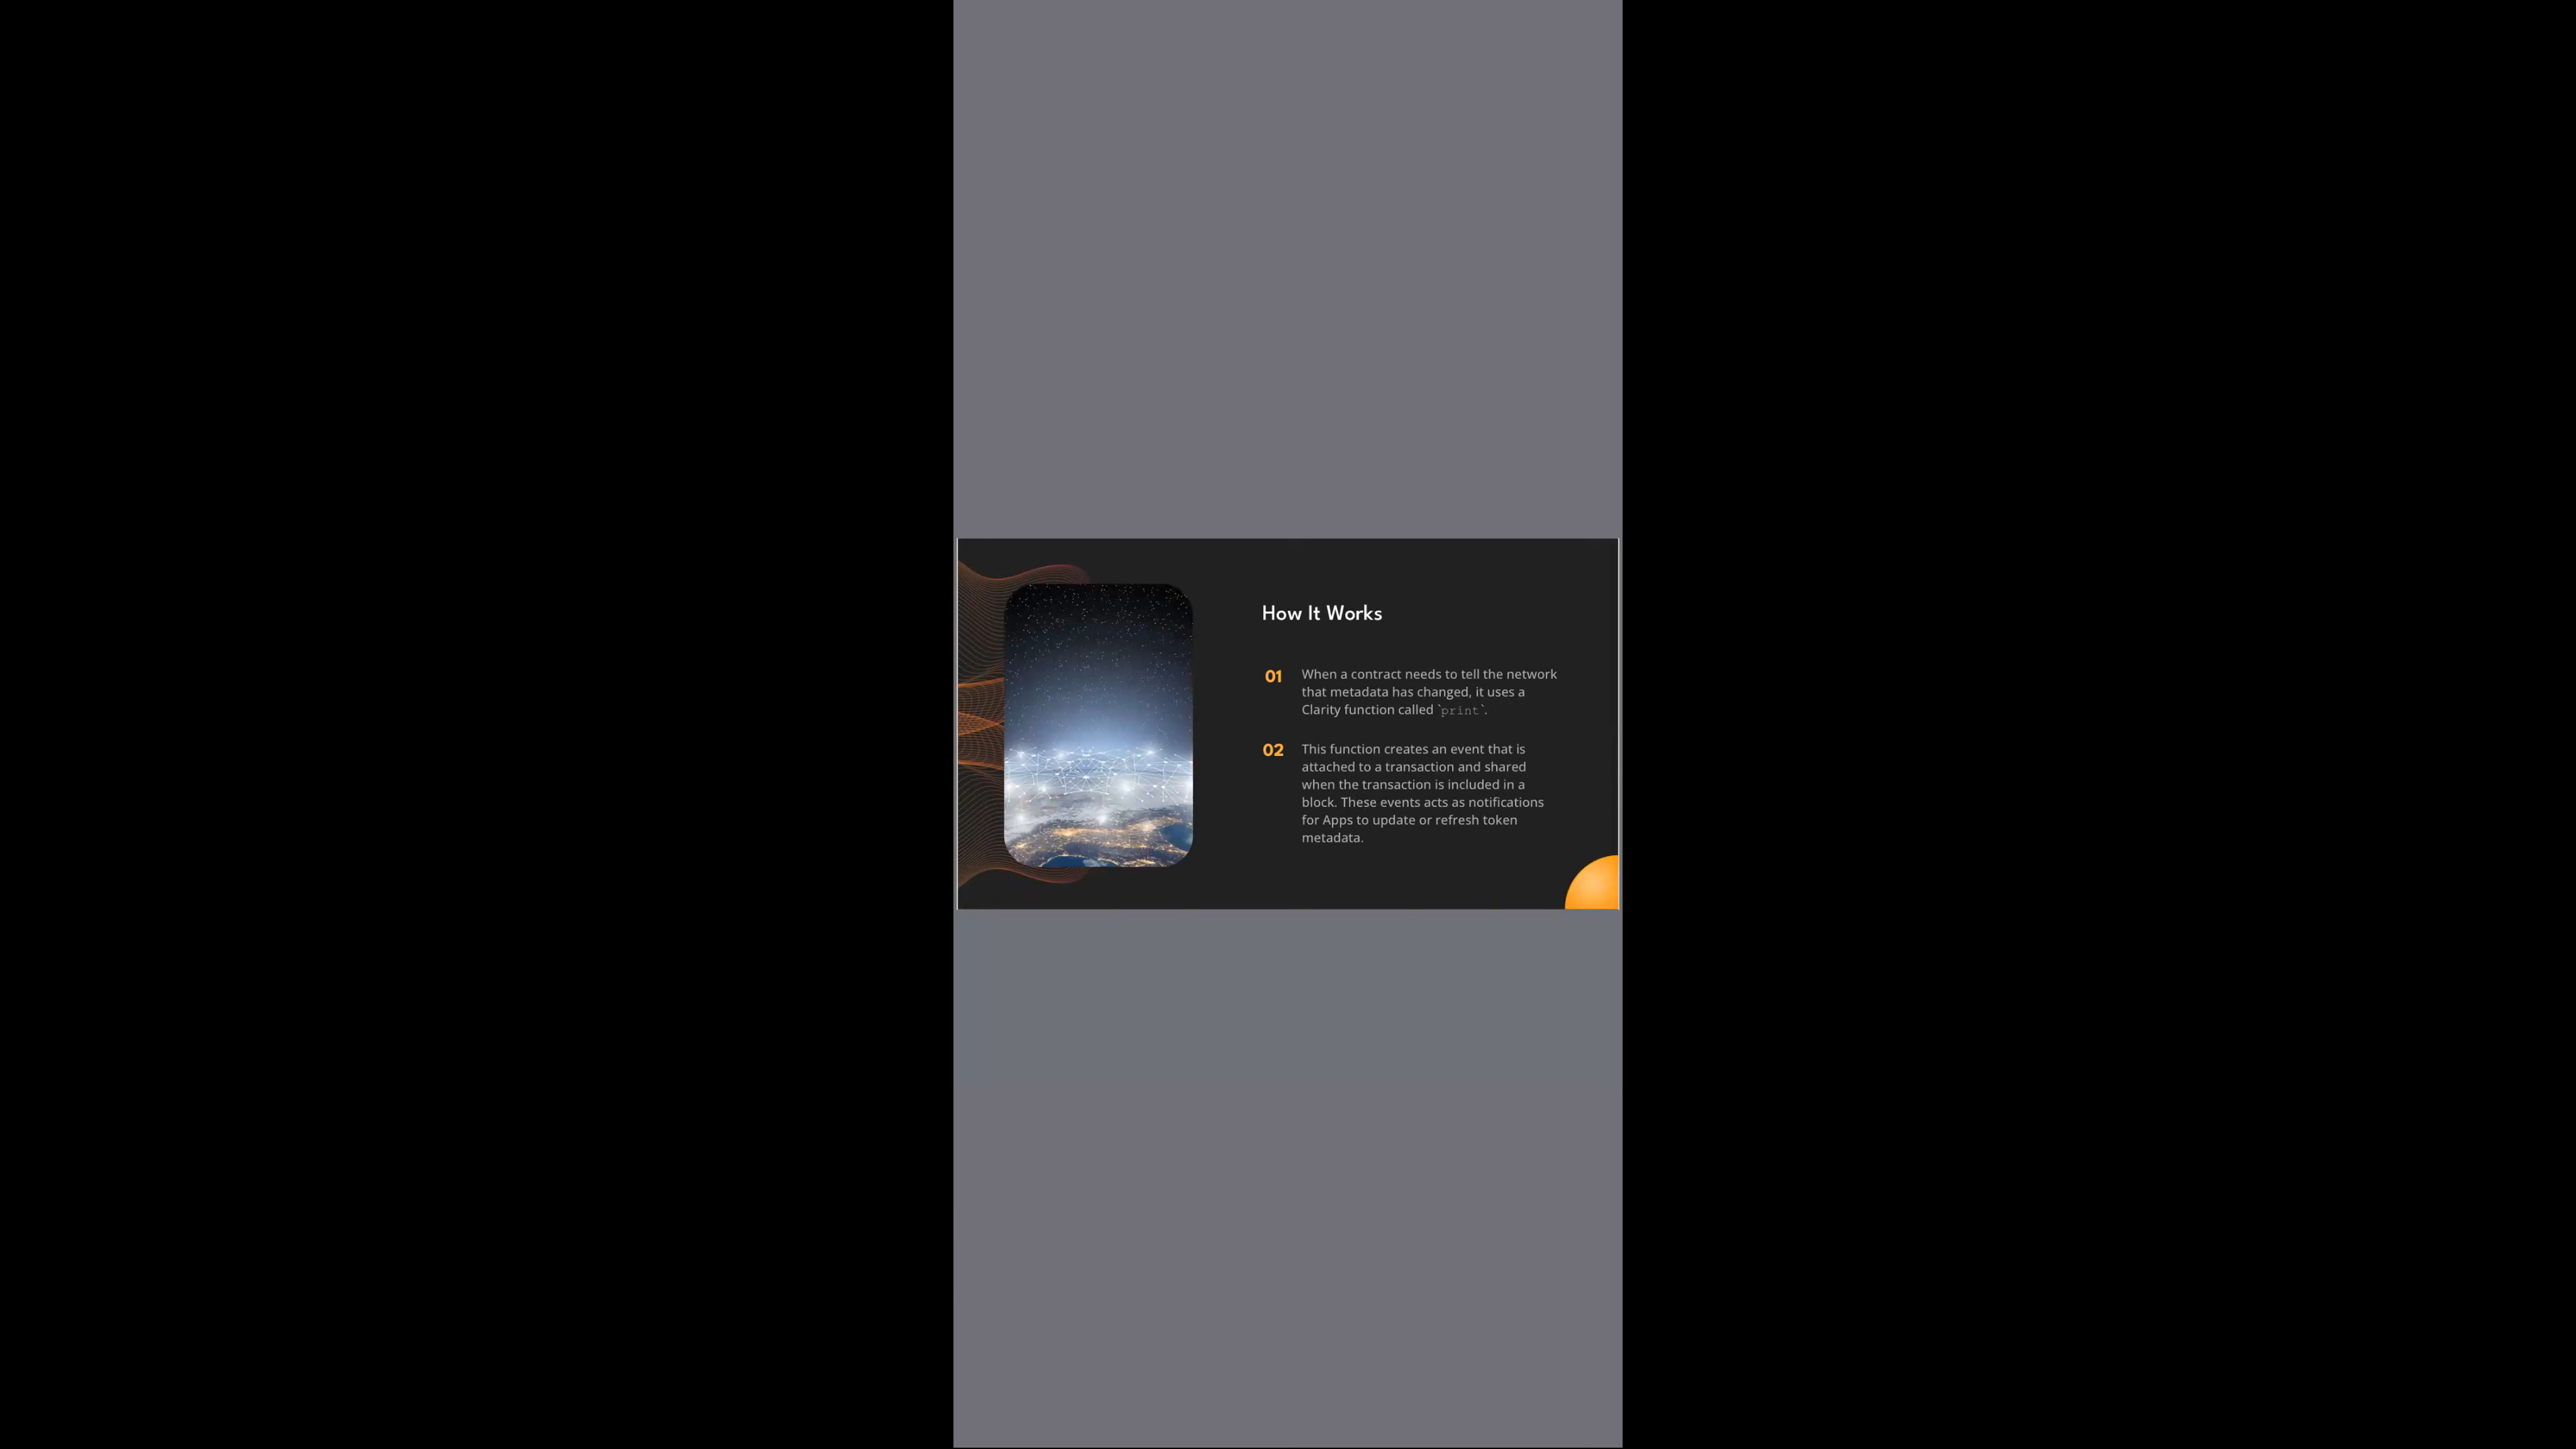 How It Works
01 When a contract needs to tell the network
that metadata has changed, it uses a
Clarity function called `print`.
02 This function creates an event that is
attached to a transaction and shared
when the transaction is included in a
block. These events acts as notifications
for Apps to update or refresh token
metadata.